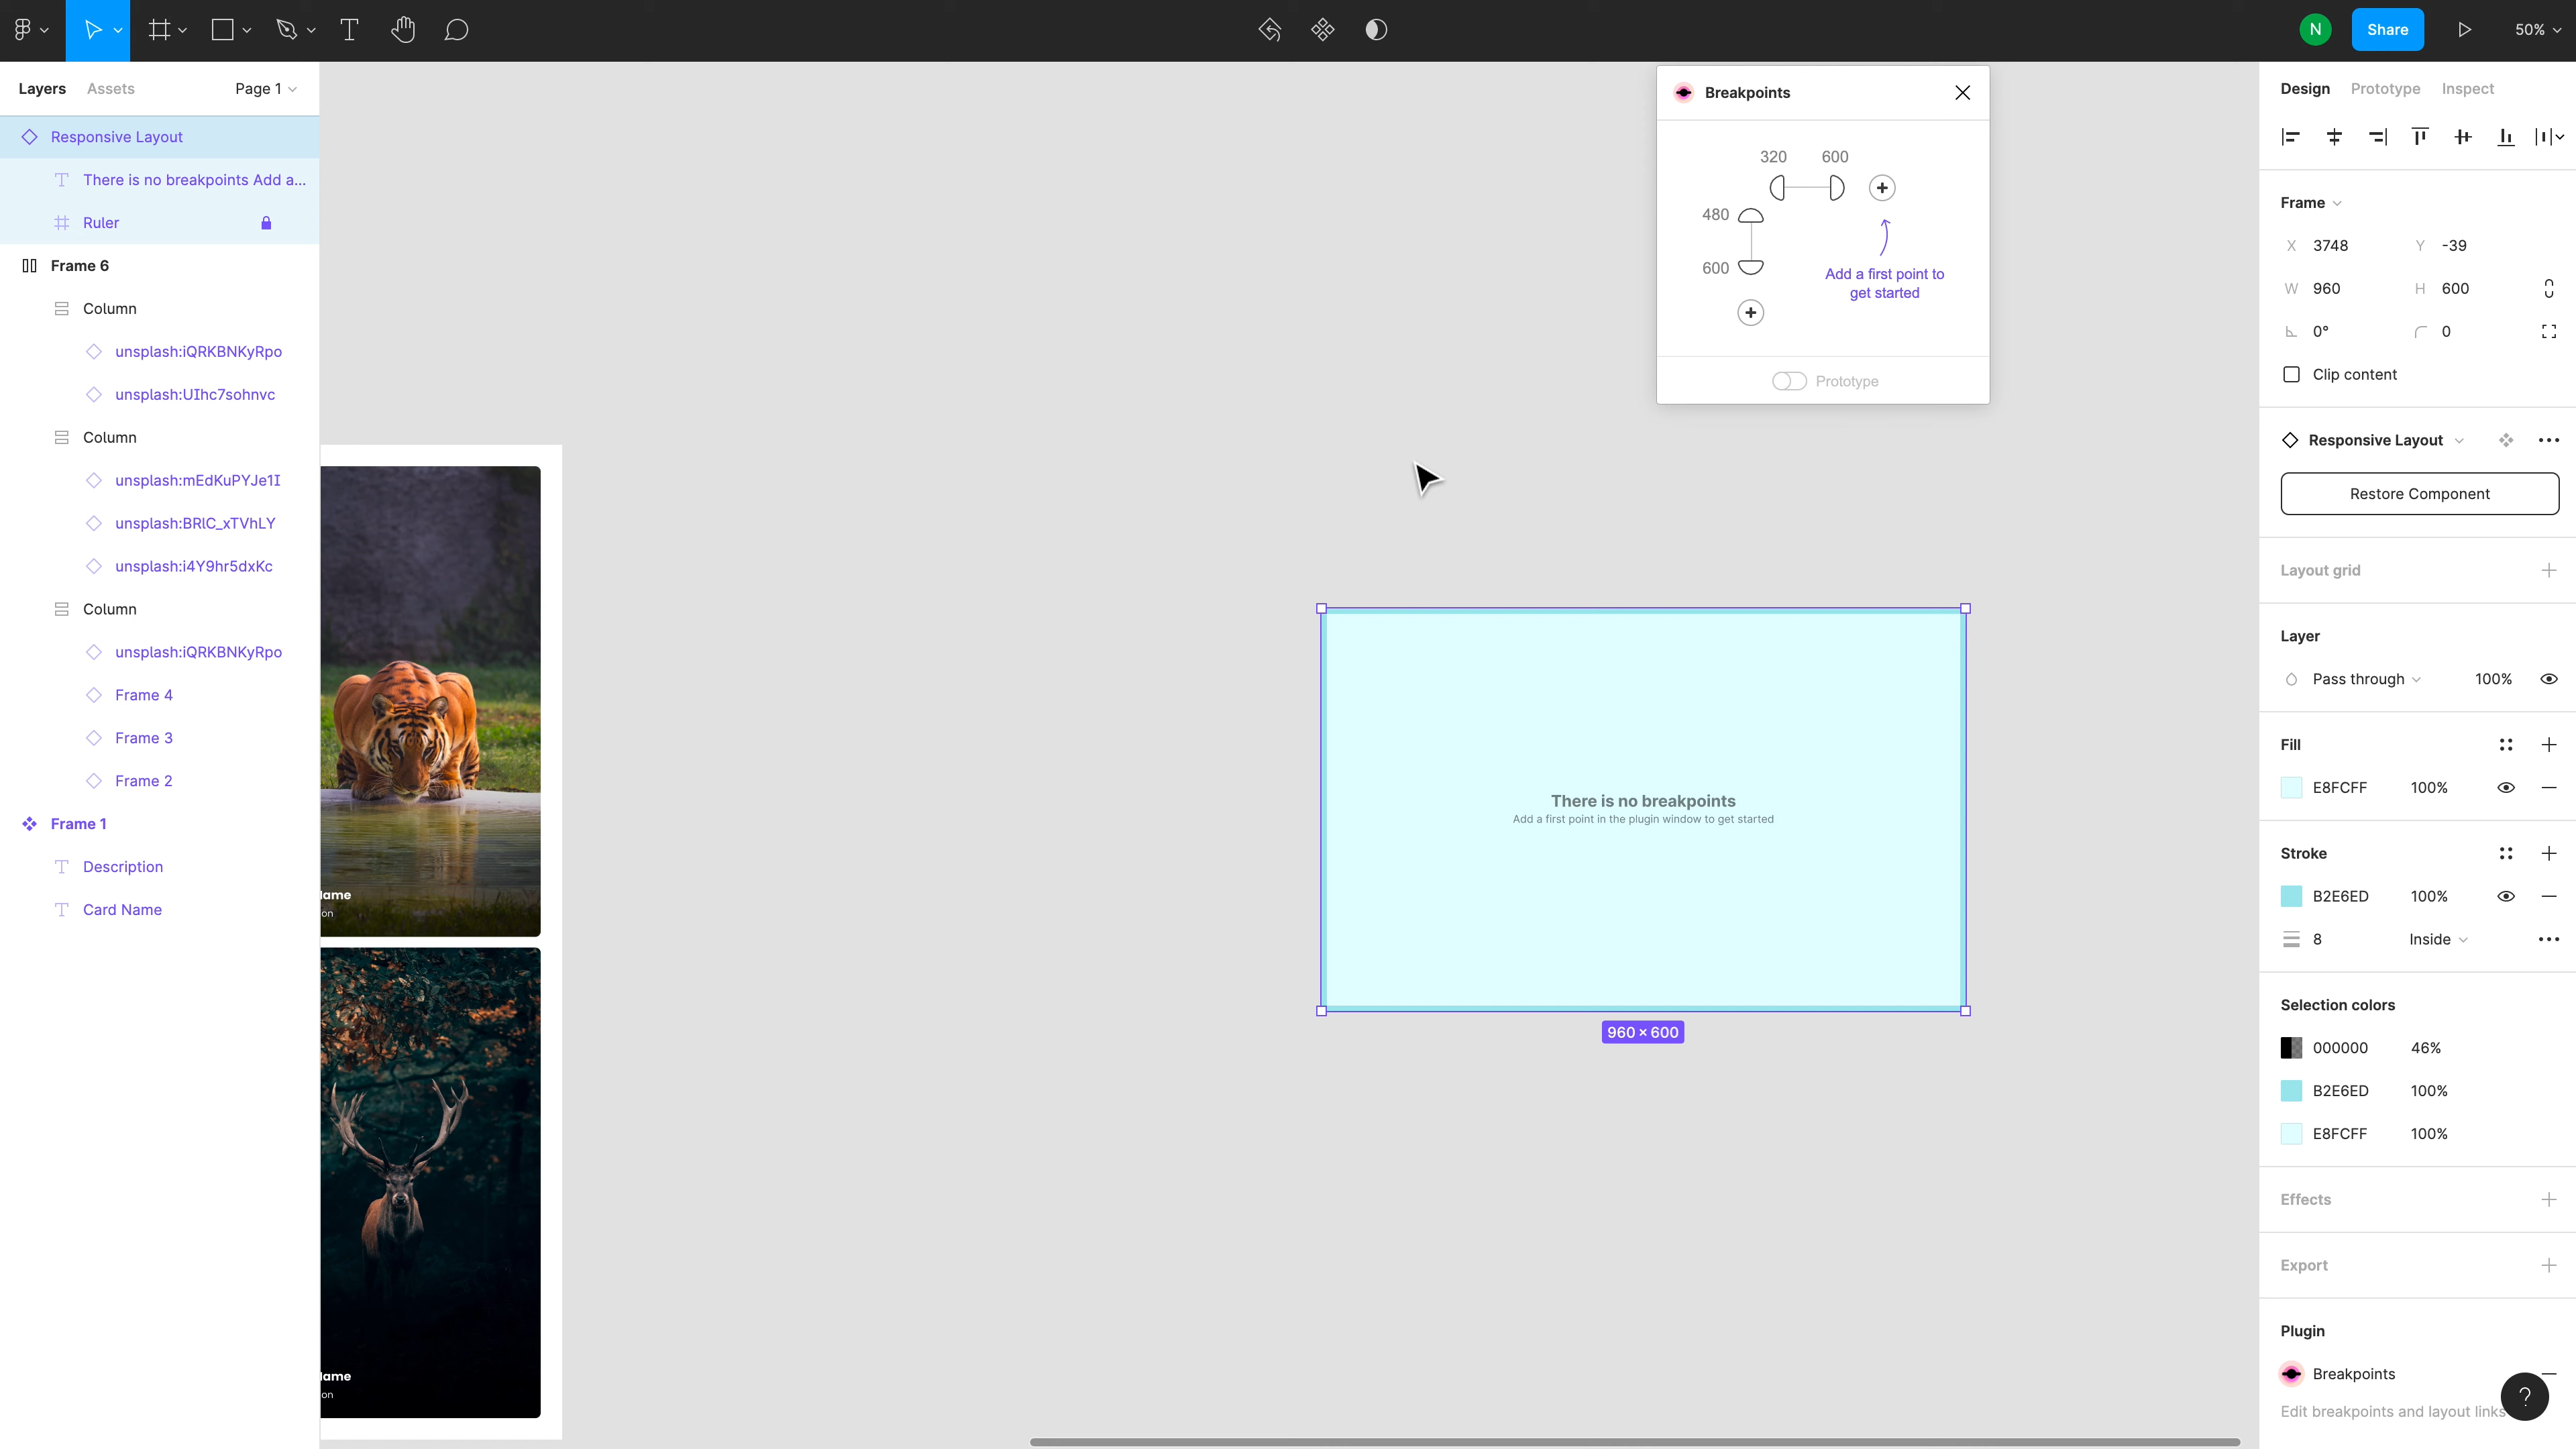 N
Share
50%
Layers
Assets
Page 1
Responsive Layout
There is no breakpoints Add a...
Ruler
Frame 6
Column
unsplash:iQRKBNKyRpo
unsplash:UIhc7sohnvc
Column
unsplash:mEdKuPYJe1I
unsplash:BRlC_xTVhLY
unsplash:i4Y9hr5dxKc
Column
unsplash:iQRKBNKyRpo
Frame 4
Frame 3
Frame 2
Frame 1
Description
Card Name
lame
on
lame
on
Breakpoints
320 600
480
600
Add a first point to
get started
Prototype
There is no breakpoints
Add a first point in the plugin window to get started
960 × 600
Design
Prototype
Inspect
Frame
X 3748 Y -39
W 960 H 600
0° 0
Clip content
Responsive Layout
Restore Component
Layout grid
Layer
Pass through 100%
Fill
E8FCFF 100%
Stroke
B2E6ED 100%
8 Inside
Selection colors
000000 46%
B2E6ED 100%
E8FCFF 100%
Effects
Export
Plugin
Breakpoints
Edit breakpoints and layout links
?